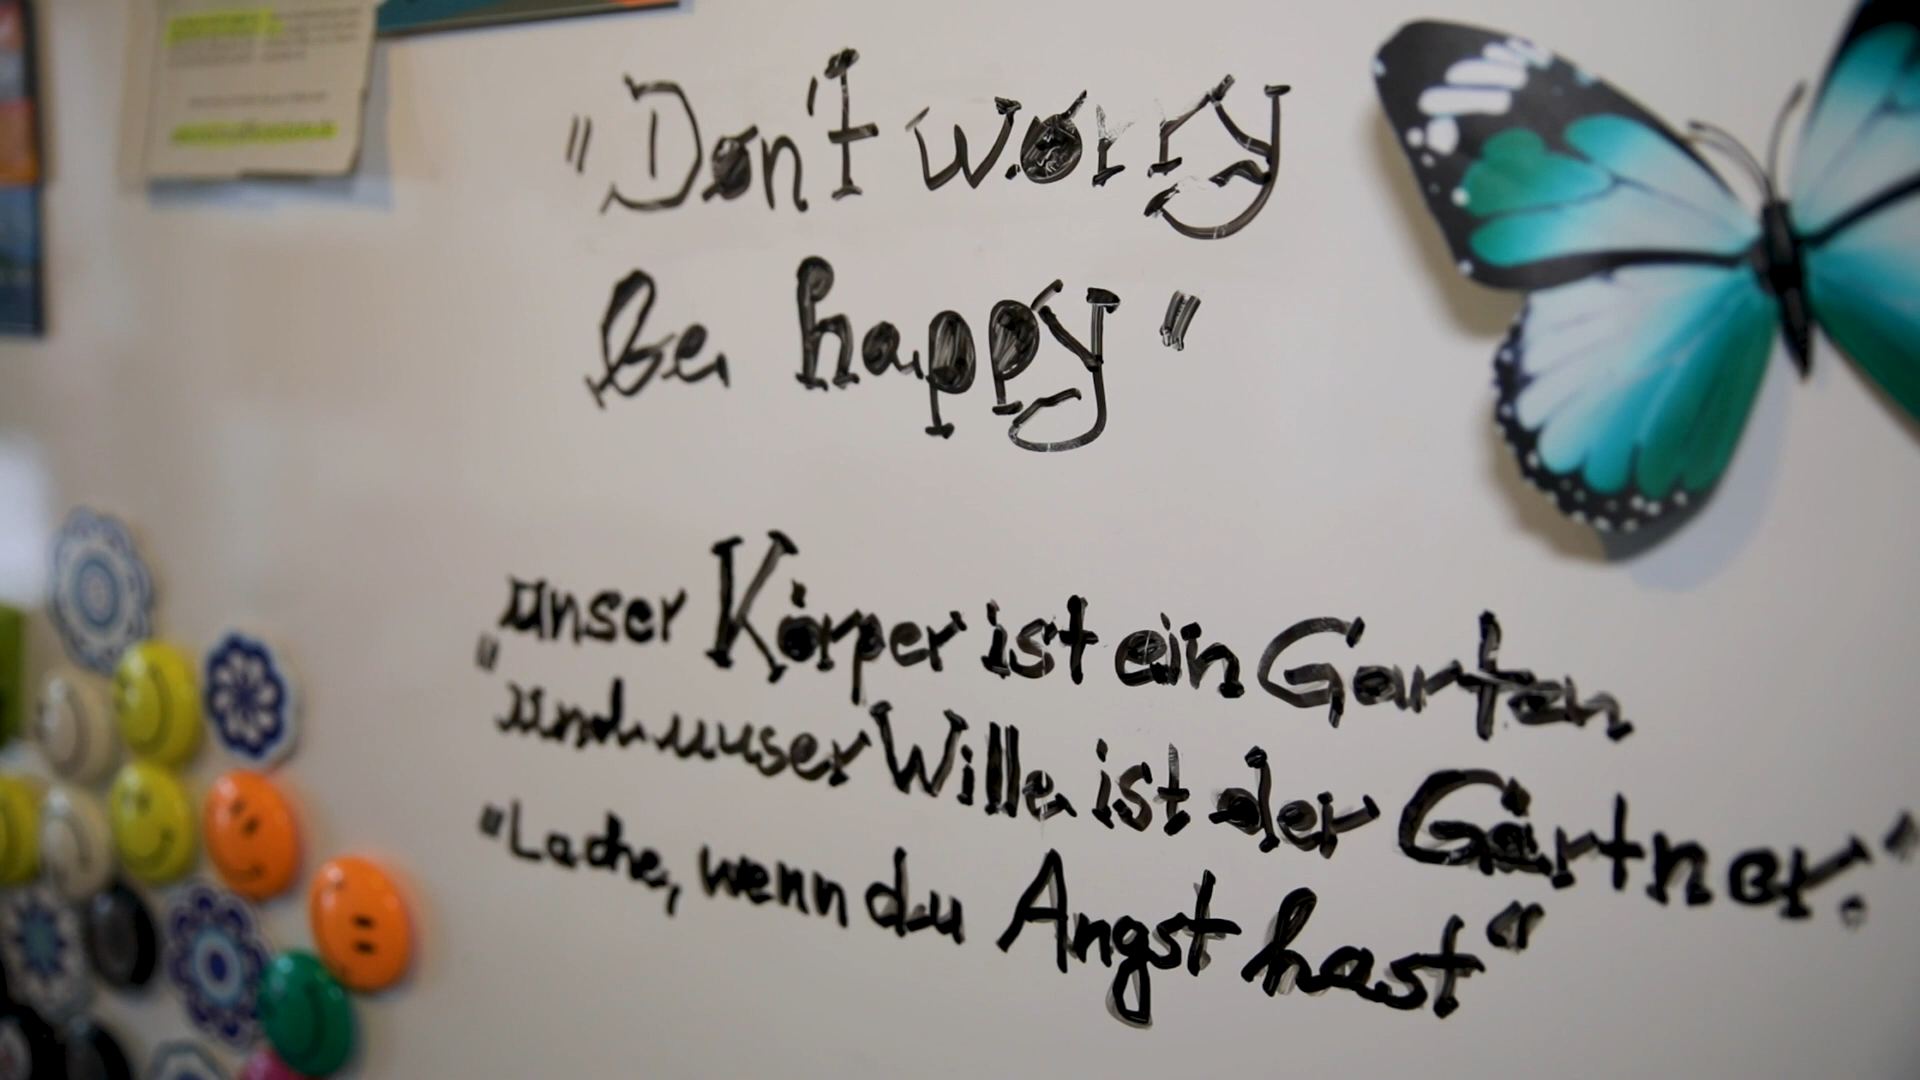 "Don't worry
Be happy"
"unser Körper ist ein Garten
und unser Wille ist der Gärtner."
"Lache, wenn du Angst hast"